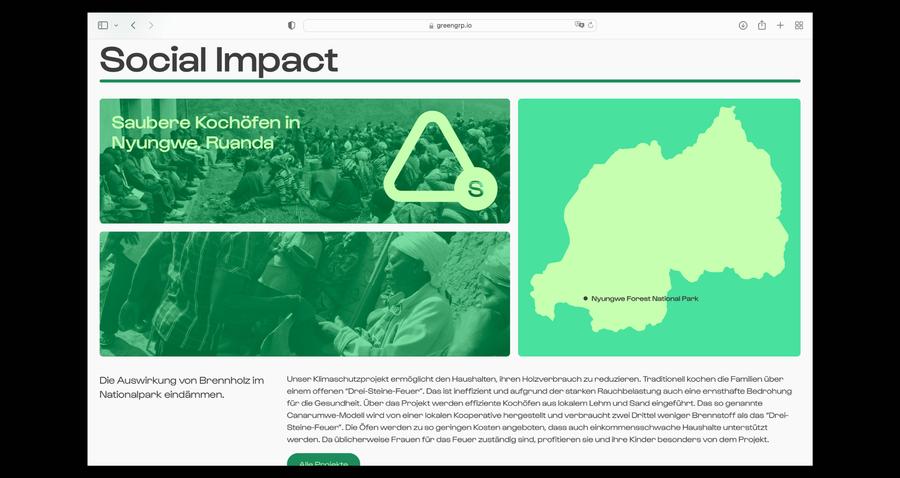 greengrp.io
Social Impact
Saubere Kochöfen in
Nyungwe, Ruanda
S
Nyungwe Forest National Park
Die Auswirkung von Brennholz im
Nationalpark eindämmen.
Unser Klimaschutzprojekt ermöglicht den Haushalten, ihren Holzverbrauch zu reduzieren. Traditionell kochen die Familien über
einem offenen "Drei-Steine-Feuer". Das ist ineffizient und aufgrund der starken Rauchbelastung auch eine ernsthafte Bedrohung
für die Gesundheit. Über das Projekt werden effiziente Kochöfen aus lokalem Lehm und Sand eingeführt. Das so genannte
Canarumwe-Modell wird von einer lokalen Kooperative hergestellt und verbraucht zwei Drittel weniger Brennstoff als das "Drei-
Steine-Feuer". Die Öfen werden zu so geringen Kosten angeboten, dass auch einkommensschwache Haushalte unterstützt
werden. Da üblicherweise Frauen für das Feuer zuständig sind, profitieren sie und ihre Kinder besonders von dem Projekt.
Alle Projekte